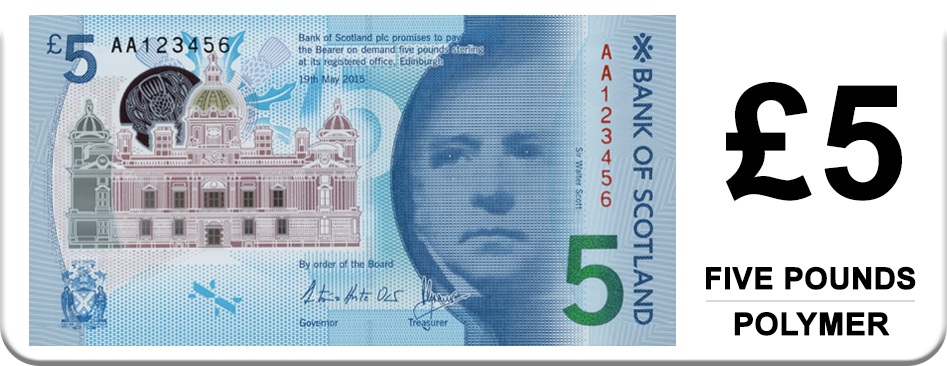 £5 AA123456
Bank of Scotland plc promises to pay
the Bearer on demand five pounds sterling
at its registered office, Edinburgh
19th May 2015
AA123456
Sir Walter Scott
BANK OF SCOTLAND
By order of the Board
Governor Treasurer
5
£5
FIVE POUNDS
POLYMER